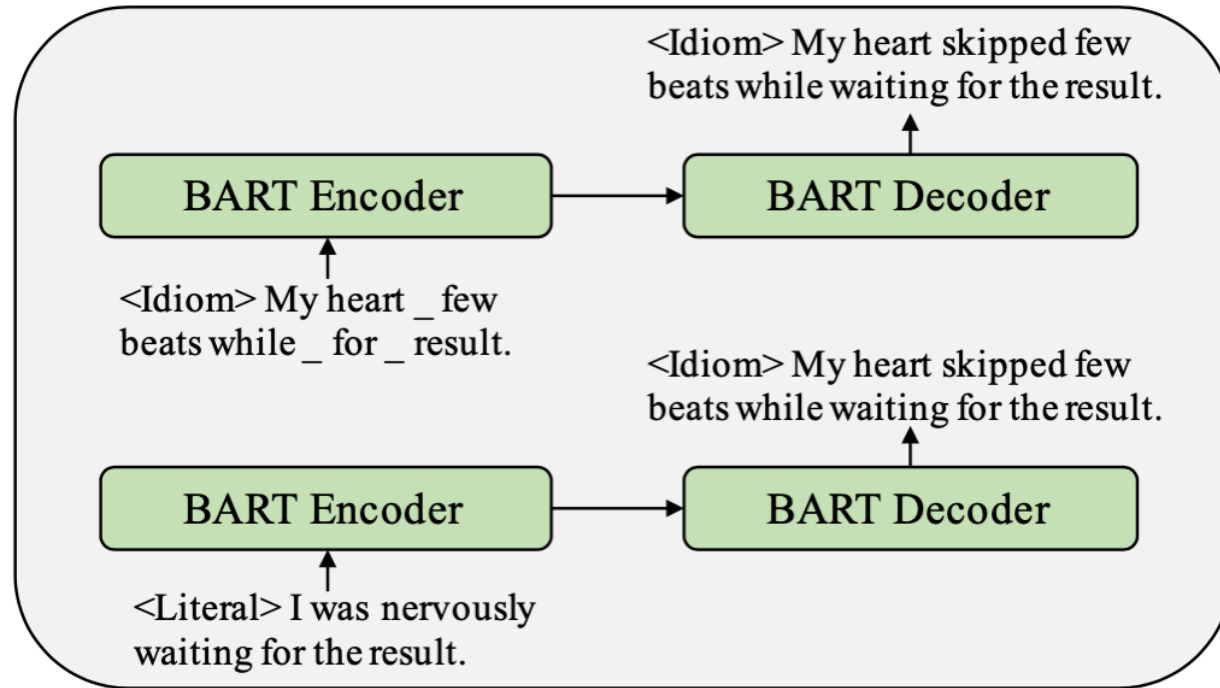 <Idiom> My heart skipped few
beats while waiting for the result.
BART Encoder
BART Decoder
<Idiom> My heart _ few
beats while _ for _ result.
<Idiom> My heart skipped few
beats while waiting for the result.
BART Encoder
BART Decoder
<Literal> I was nervously
waiting for the result.